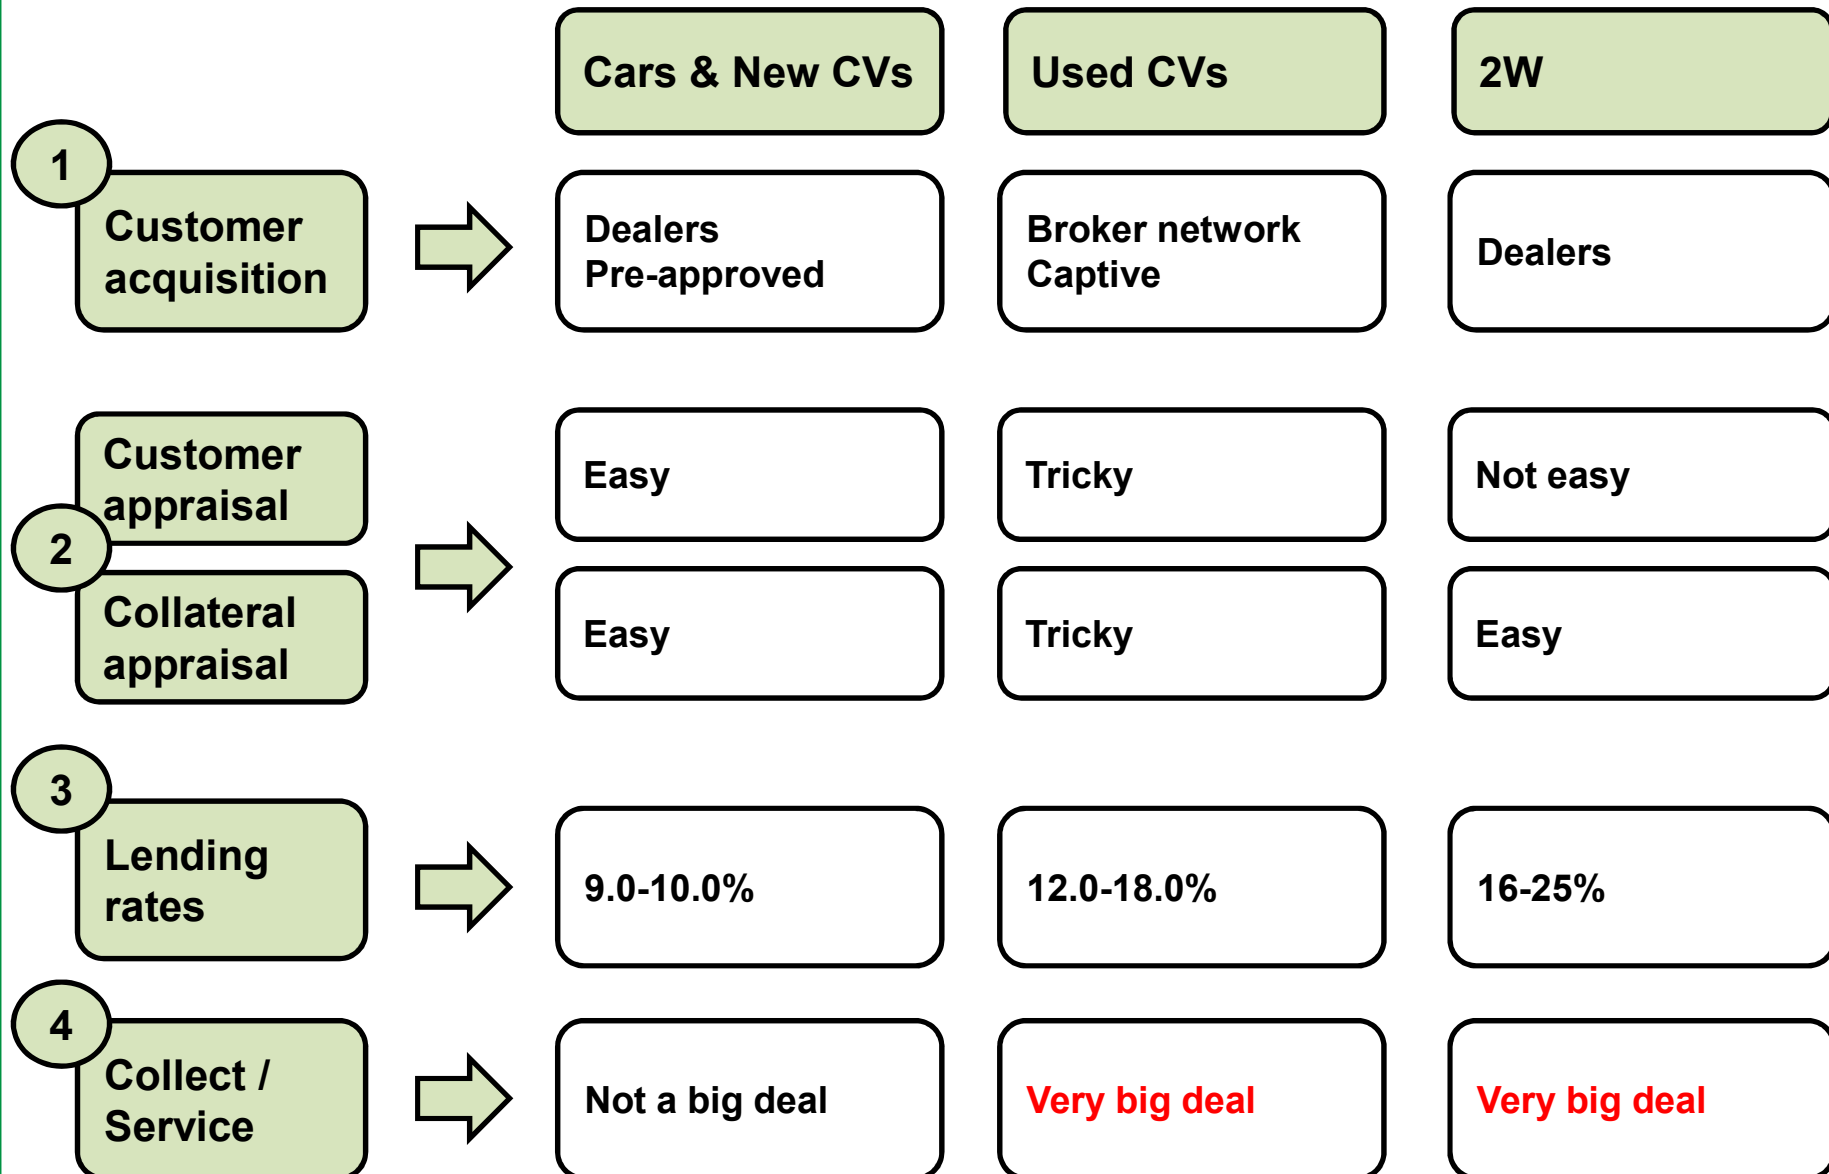 Cars & New CVs
Used CVs
2W
1
Customer
acquisition
Dealers
Pre-approved
Broker network
Captive
Dealers
2
Customer
appraisal
Easy
Tricky
Not easy
Collateral
appraisal
Easy
Tricky
Easy
3
Lending
rates
9.0-10.0%
12.0-18.0%
16-25%
4
Collect /
Service
Not a big deal
Very big deal
Very big deal